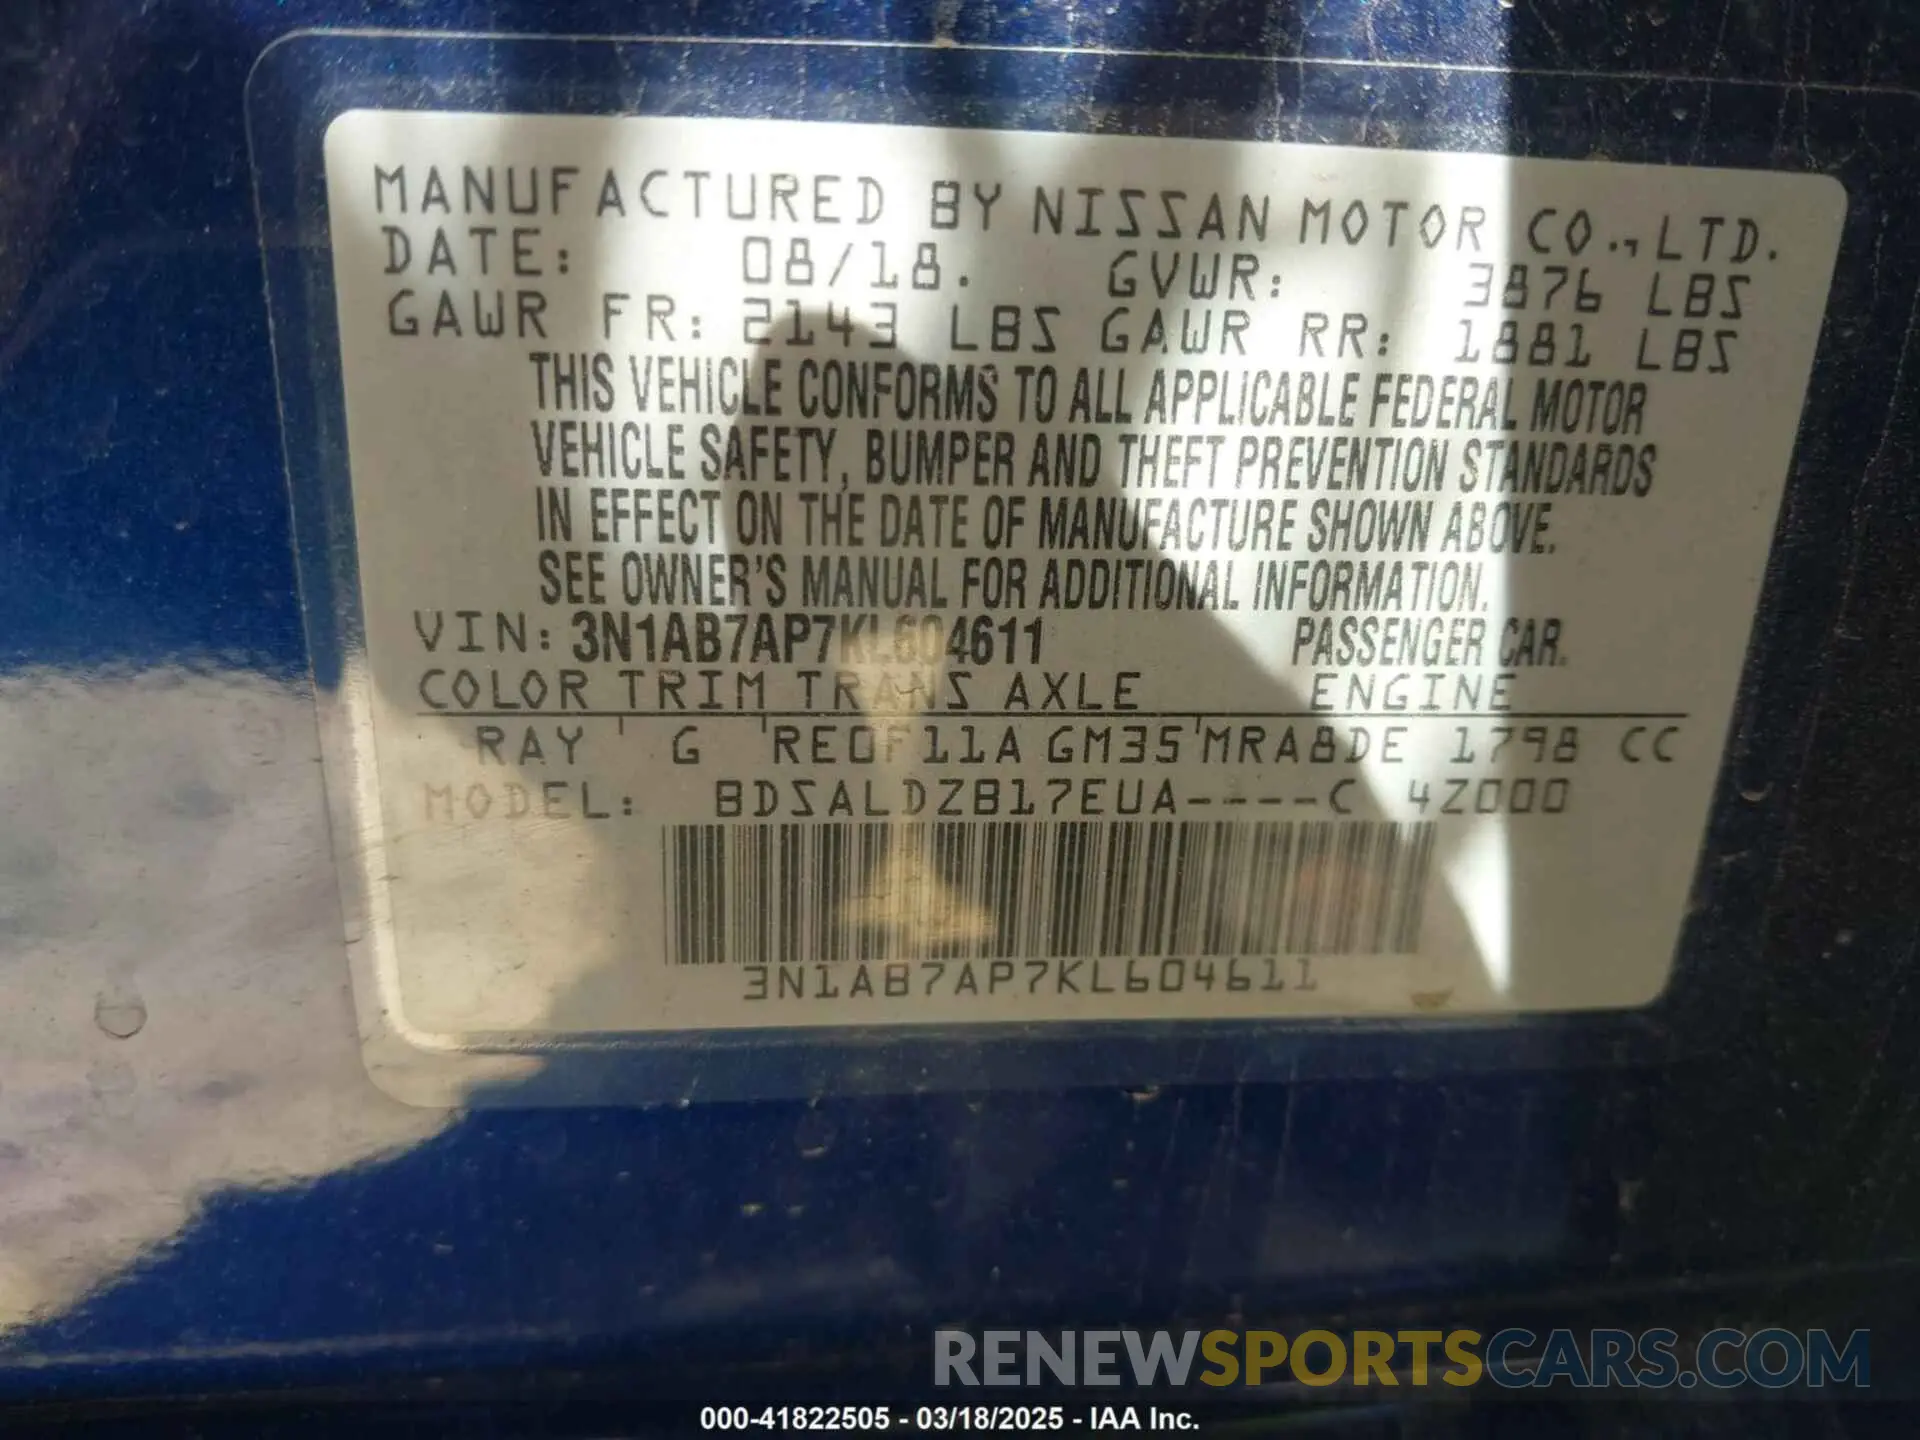 MANUFACTURED BY NISSAN MOTOR CO.,LTD.
DATE: 08/18. GVWR: 3876 LBS
GAWR FR: 2143 LBS GAWR RR: 1881 LBS
THIS VEHICLE CONFORMS TO ALL APPLICABLE FEDERAL MOTOR
VEHICLE SAFETY, BUMPER AND THEFT PREVENTION STANDARDS
IN EFFECT ON THE DATE OF MANUFACTURE SHOWN ABOVE.
SEE OWNER'S MANUAL FOR ADDITIONAL INFORMATION.
VIN: 3N1AB7AP7KL604611 PASSENGER CAR.
COLOR TRIM TRANS AXLE ENGINE
RAY ' G 'RE0F11A GM35'MRA8DE 1798 CC
MODEL: BDSALDZB17EUA----C 4Z000
3N1AB7AP7KL604611
RENEWSPORTSCARS.COM
000-41822505 - 03/18/2025 - IAA Inc.